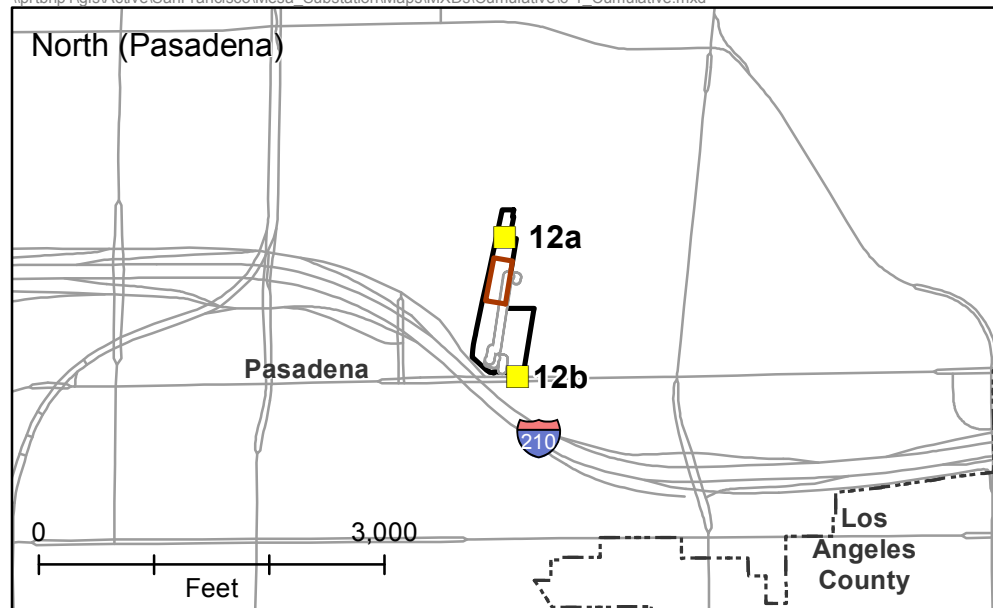 North (Pasadena)
12a
Pasadena
12b
210
0 3,000
Feet
Los
Angeles
County